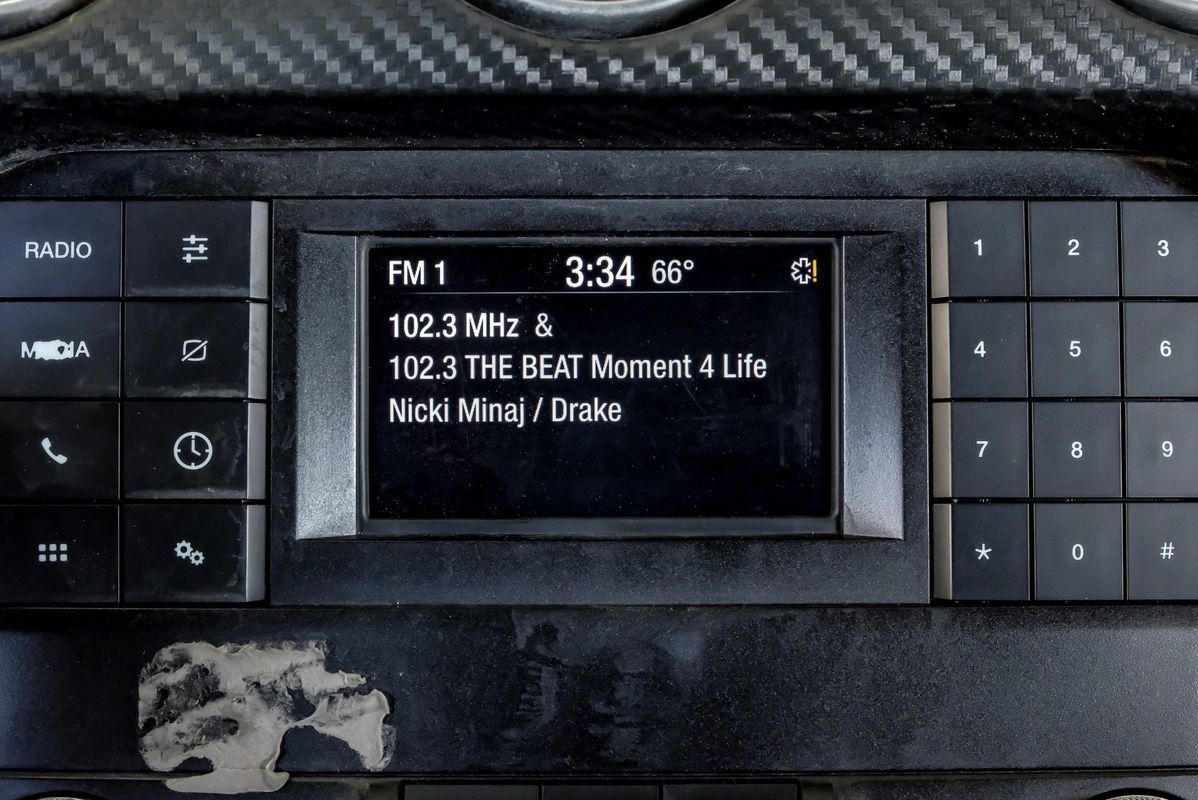 FM 1 3:34 66°
102.3 MHz &
102.3 THE BEAT Moment 4 Life
Nicki Minaj / Drake
RADIO
1 2 3
4 5 6
7 8 9
* 0 #